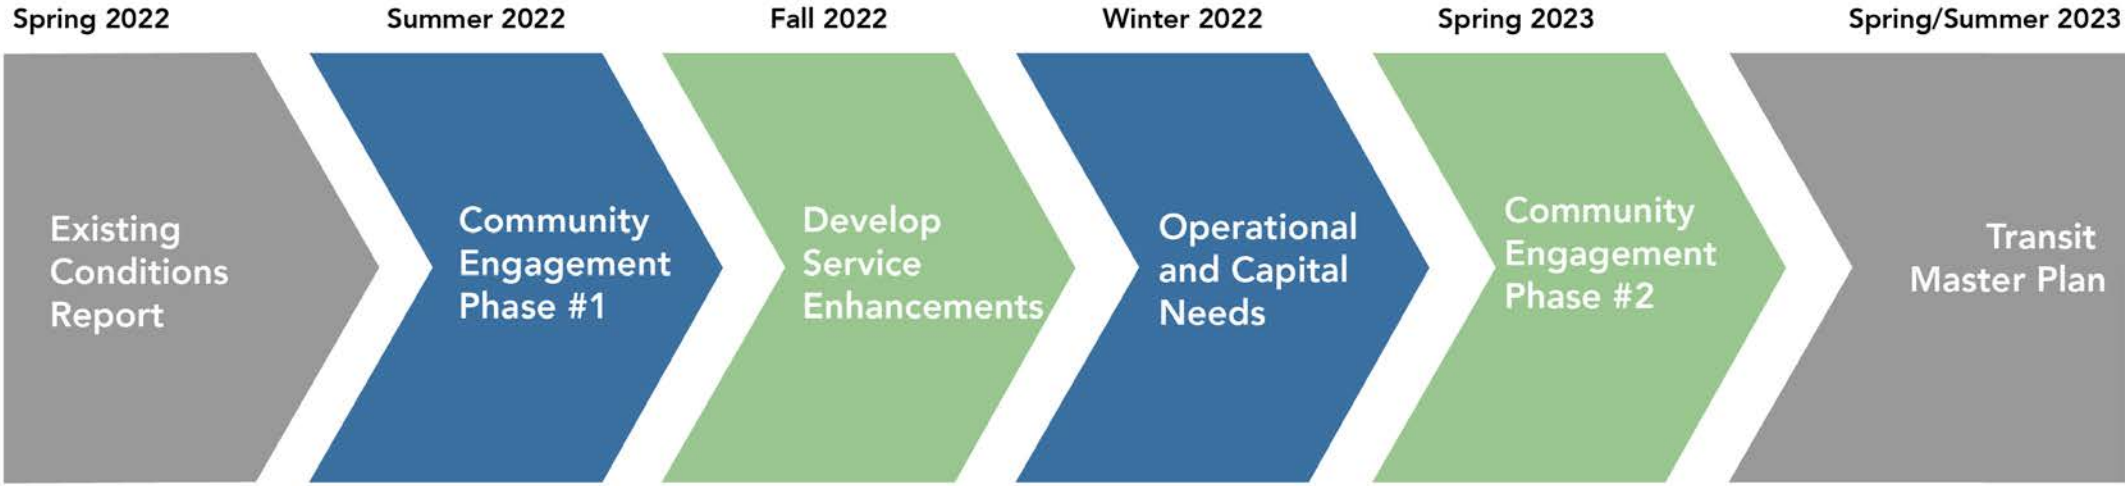 Spring 2022
Summer 2022
Fall 2022
Winter 2022
Spring 2023
Spring/Summer 2023
Existing
Conditions
Report
Community
Engagement
Phase #1
Develop
Service
Enhancements
Operational
and Capital
Needs
Community
Engagement
Phase #2
Transit
Master Plan